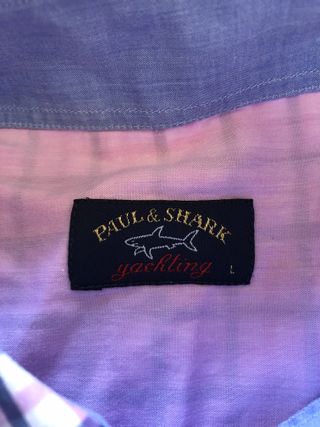 PAUL & SHARK
yachting
L